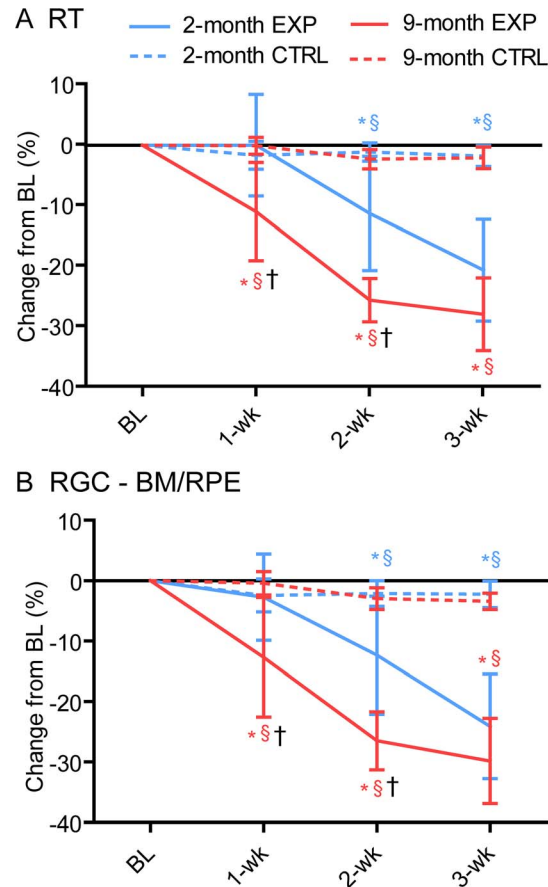 A RT
2-month EXP 9-month EXP
2-month CTRL 9-month CTRL
Change from BL (%)
10
0
-10
-20
-30
-40
*§ *§
*§† *§† *§
BL 1-wk 2-wk 3-wk
B RGC - BM/RPE
Change from BL (%)
10
0
-10
-20
-30
-40
*§ *§
*§
*§† *§†
BL 1-wk 2-wk 3-wk